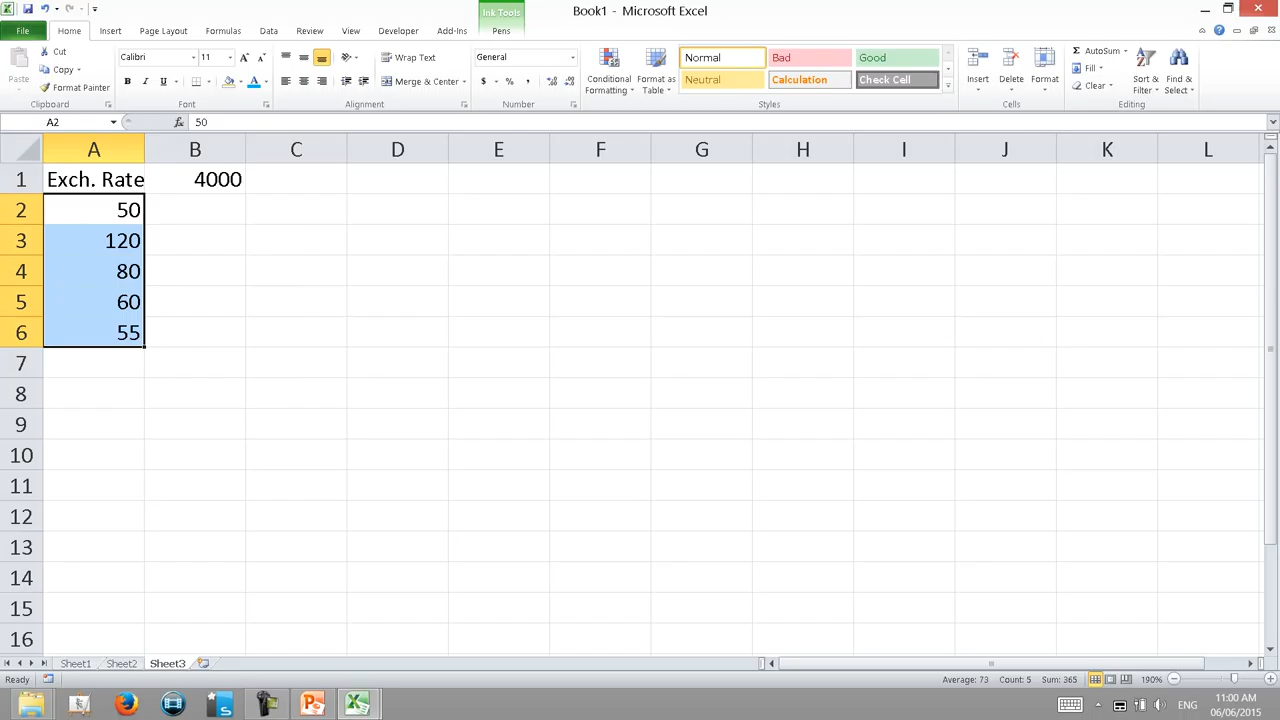 Ink Tools
Book1 - Microsoft Excel
File Home Insert Page Layout Formulas Data Review View Developer Add-Ins Pens
Paste
Cut
Copy
Format Painter
Clipboard
Calibri 11
B I U
Font
Wrap Text
Merge & Center
Alignment
General
$ % ,
Number
Conditional Formatting
Format as Table
Normal Bad Good
Neutral Calculation Check Cell
Styles
Insert Delete Format
Cells
Σ AutoSum
Fill
Clear
Sort & Filter
Find & Select
Editing
A2 fx 50
A B C D E F G H I J K L
1 Exch. Rate 4000
2 50
3 120
4 80
5 60
6 55
7
8
9
10
11
12
13
14
15
16
Sheet1 Sheet2 Sheet3
Ready Average: 73 Count: 5 Sum: 365 190%
ENG 11:00 AM
06/06/2015